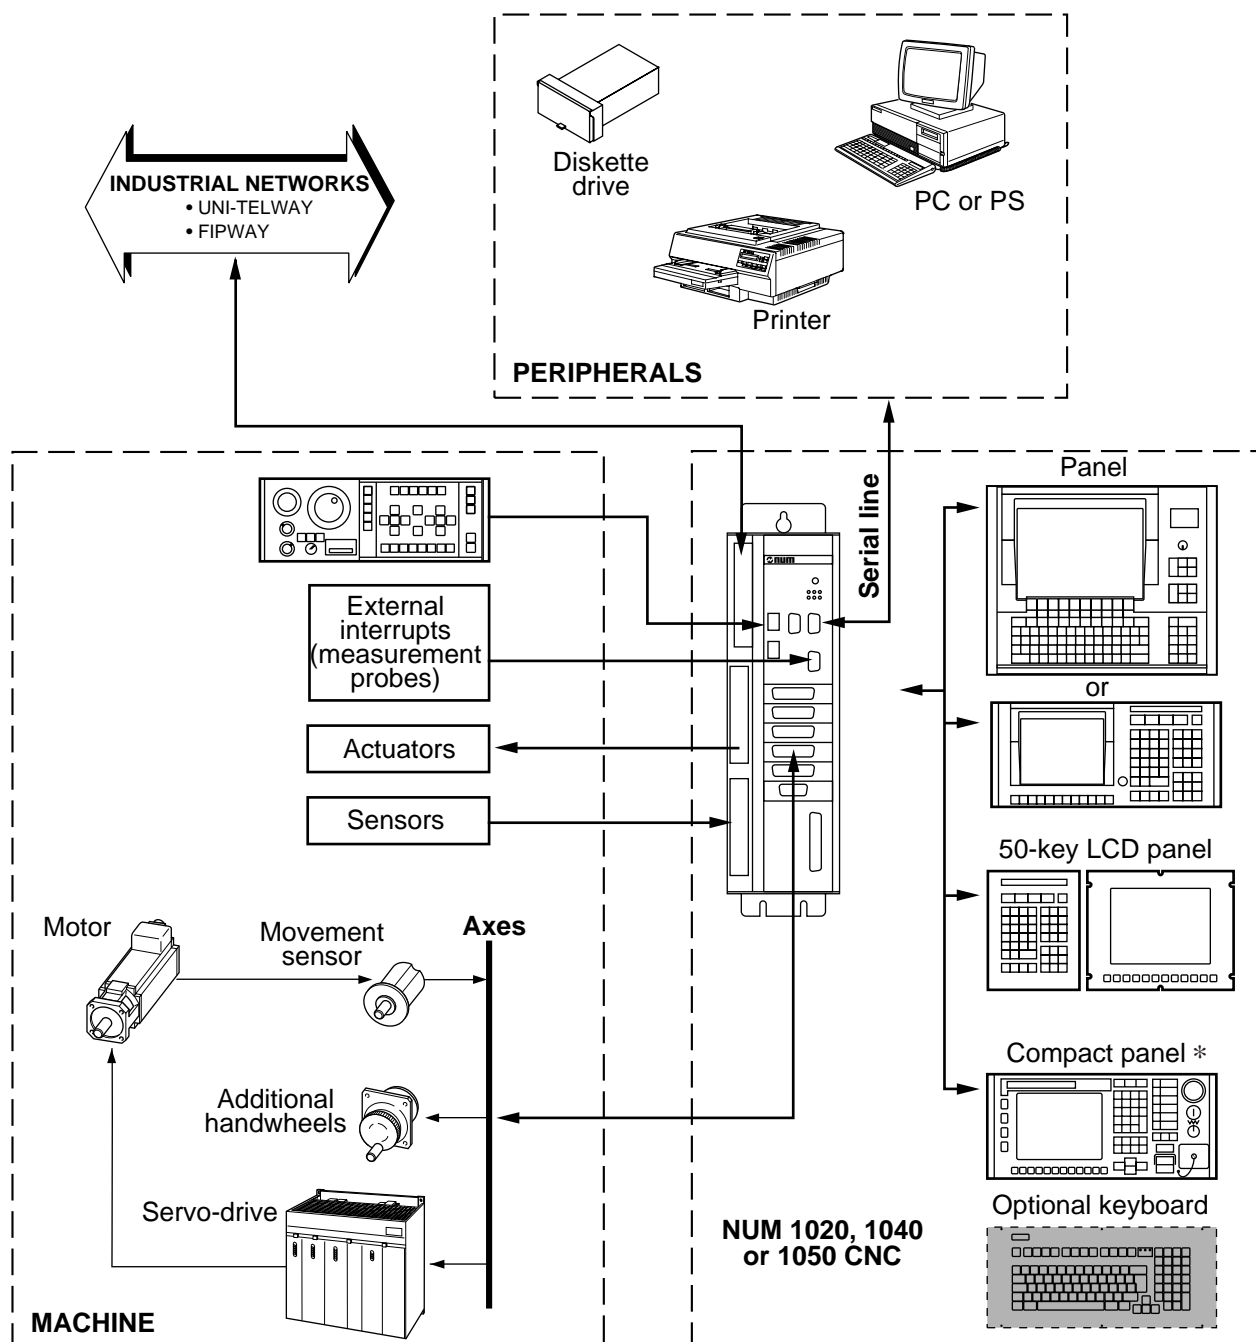 Diskette
drive
PC or PS
Printer
PERIPHERALS
INDUSTRIAL NETWORKS
• UNI-TELWAY
• FIPWAY
Serial line
num
External
interrupts
(measurement
probes)
Actuators
Sensors
Motor
Movement
sensor
Axes
Additional
handwheels
Servo-drive
MACHINE
NUM 1020, 1040
or 1050 CNC
Panel
or
50-key LCD panel
Compact panel *
Optional keyboard